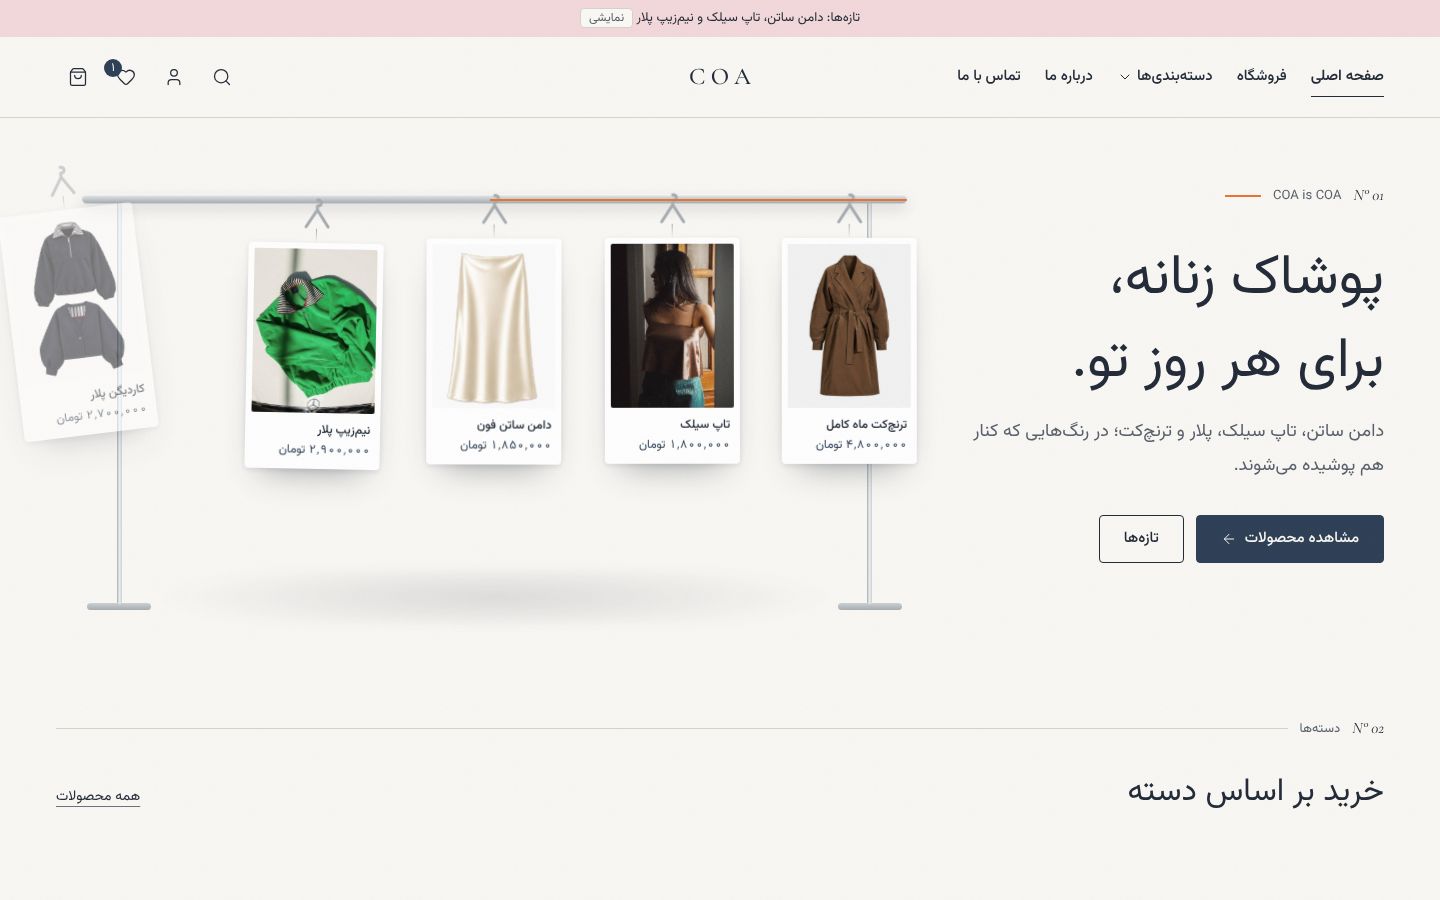 تازه‌ها: دامن ساتن، تاپ سیلک و نیم‌زیپ پلار نمایشی
صفحه اصلی
فروشگاه
دسته‌بندی‌ها
درباره ما
تماس با ما
COA
۱
Nº 01 COA is COA
پوشاک زنانه،
برای هر روز تو.
دامن ساتن، تاپ سیلک، پلار و ترنچ‌کت؛ در رنگ‌هایی که کنار
هم پوشیده می‌شوند.
مشاهده محصولات
تازه‌ها
ترنچ‌کت ماه کامل
۴,۸۰۰,۰۰۰ تومان
تاپ سیلک
۱,۸۰۰,۰۰۰ تومان
دامن ساتن فون
۱,۸۵۰,۰۰۰ تومان
نیم‌زیپ پلار
۲,۹۰۰,۰۰۰ تومان
کاردیگن پلار
۲,۷۰۰,۰۰۰ تومان
Nº 02 دسته‌ها
خرید بر اساس دسته
همه محصولات